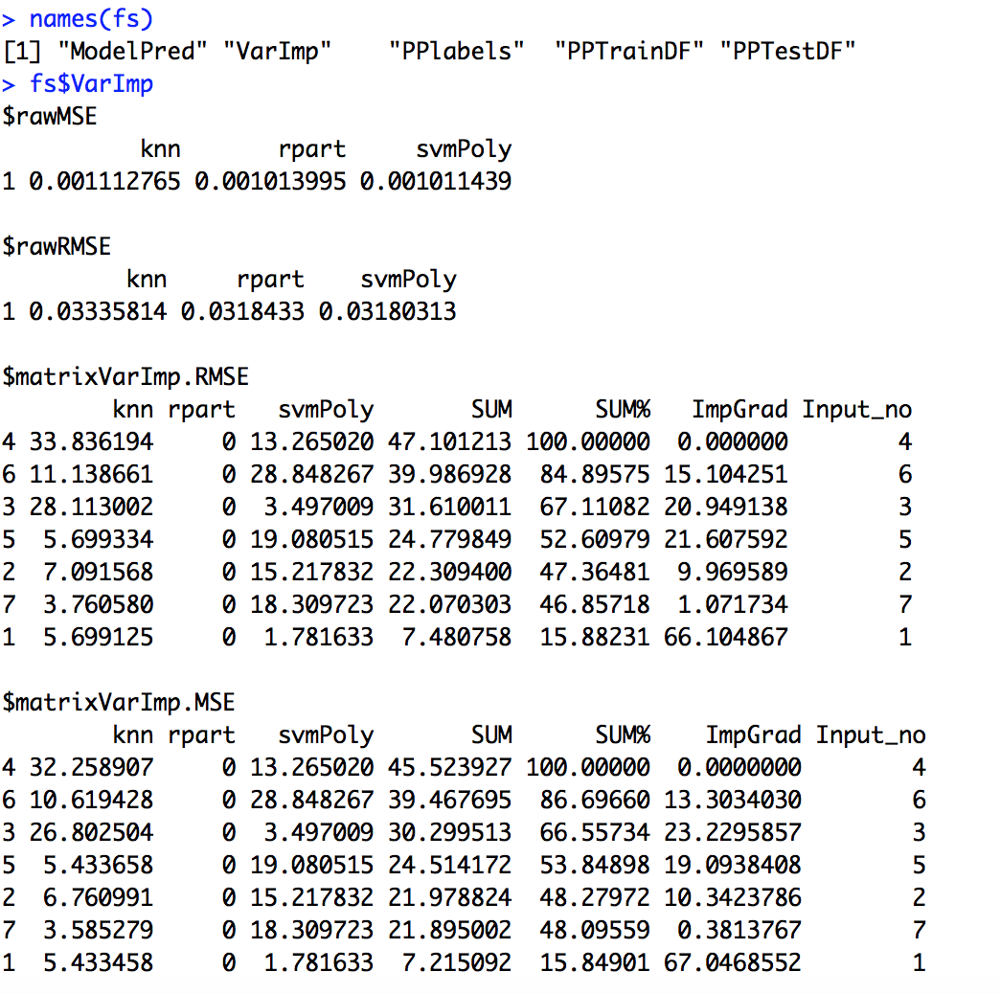 > names(fs)
[1] "ModelPred" "VarImp"    "PPlabels"  "PPTrainDF" "PPTestDF"
> fs$VarImp
$rawMSE
          knn       rpart     svmPoly
1 0.001112765 0.001013995 0.001011439
$rawRMSE
         knn     rpart    svmPoly
1 0.03335814 0.0318433 0.03180313
$matrixVarImp.RMSE
        knn rpart   svmPoly       SUM      SUM%   ImpGrad Input_no
4 33.836194     0 13.265020 47.101213 100.00000  0.000000        4
6 11.138661     0 28.848267 39.986928  84.89575 15.104251        6
3 28.113002     0  3.497009 31.610011  67.11082 20.949138        3
5  5.699334     0 19.080515 24.779849  52.60979 21.607592        5
2  7.091568     0 15.217832 22.309400  47.36481  9.969589        2
7  3.760580     0 18.309723 22.070303  46.85718  1.071734        7
1  5.699125     0  1.781633  7.480758  15.88231 66.104867        1
$matrixVarImp.MSE
        knn rpart   svmPoly       SUM      SUM%    ImpGrad Input_no
4 32.258907     0 13.265020 45.523927 100.00000  0.0000000        4
6 10.619428     0 28.848267 39.467695  86.69660 13.3034030        6
3 26.802504     0  3.497009 30.299513  66.55734 23.2295857        3
5  5.433658     0 19.080515 24.514172  53.84898 19.0938408        5
2  6.760991     0 15.217832 21.978824  48.27972 10.3423786        2
7  3.585279     0 18.309723 21.895002  48.09559  0.3813767        7
1  5.433458     0  1.781633  7.215092  15.84901 67.0468552        1